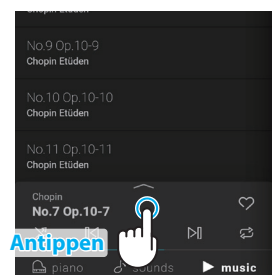 Chopin Etüden
No.9 Op.10-9
Chopin Etüden
No.10 Op.10-10
Chopin Etüden
No.11 Op.10-11
Chopin Etüden
Chopin
No.7 Op.10-7
Antippen
piano
sounds
music